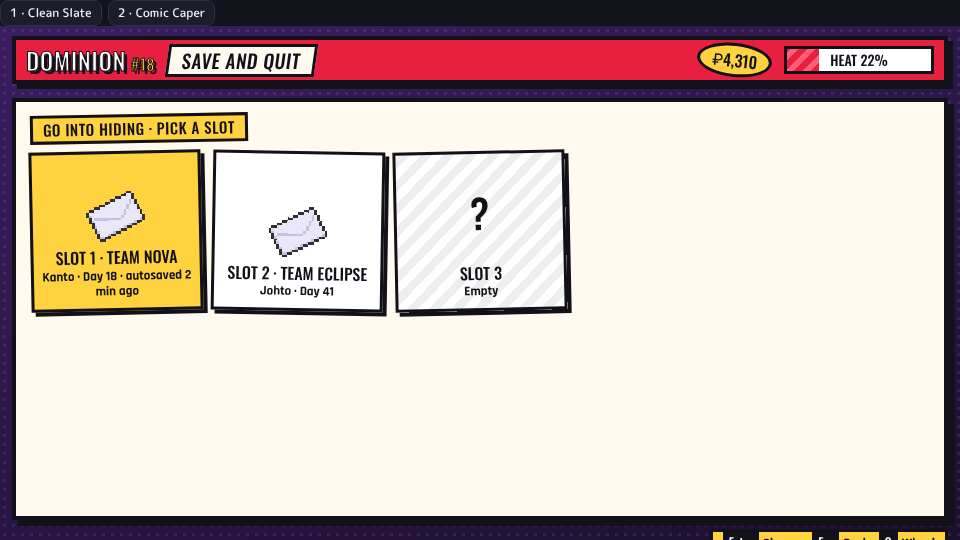 1 · Clean Slate
2 · Comic Caper
DOMINION #18
SAVE AND QUIT
₽4,310
HEAT 22%
GO INTO HIDING · PICK A SLOT
SLOT 1 · TEAM NOVA
Kanto · Day 18 · autosaved 2
min ago
SLOT 2 · TEAM ECLIPSE
Johto · Day 41
?
SLOT 3
Empty